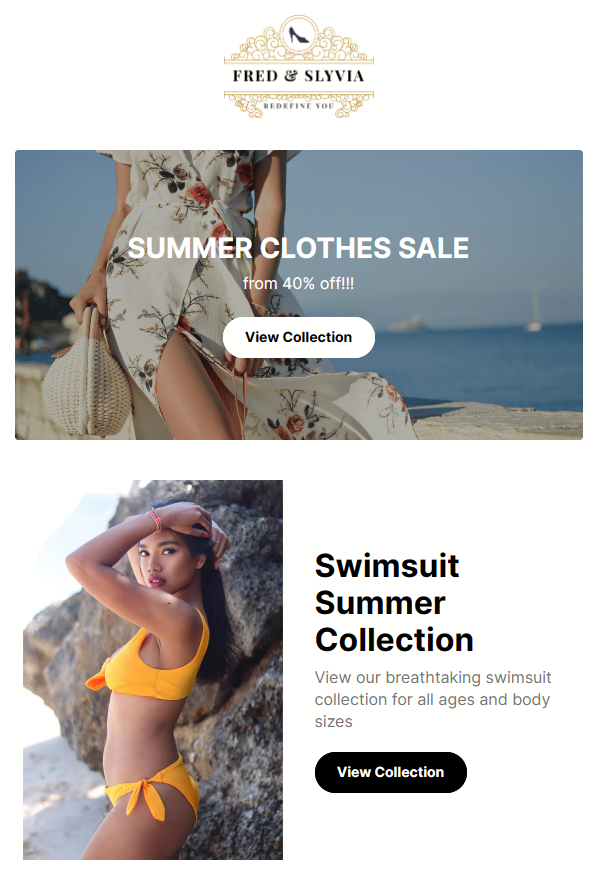 FRED & SLYVIA
REDEFINE YOU
SUMMER CLOTHES SALE
from 40% off!!!
View Collection
Swimsuit
Summer
Collection
View our breathtaking swimsuit
collection for all ages and body
sizes
View Collection